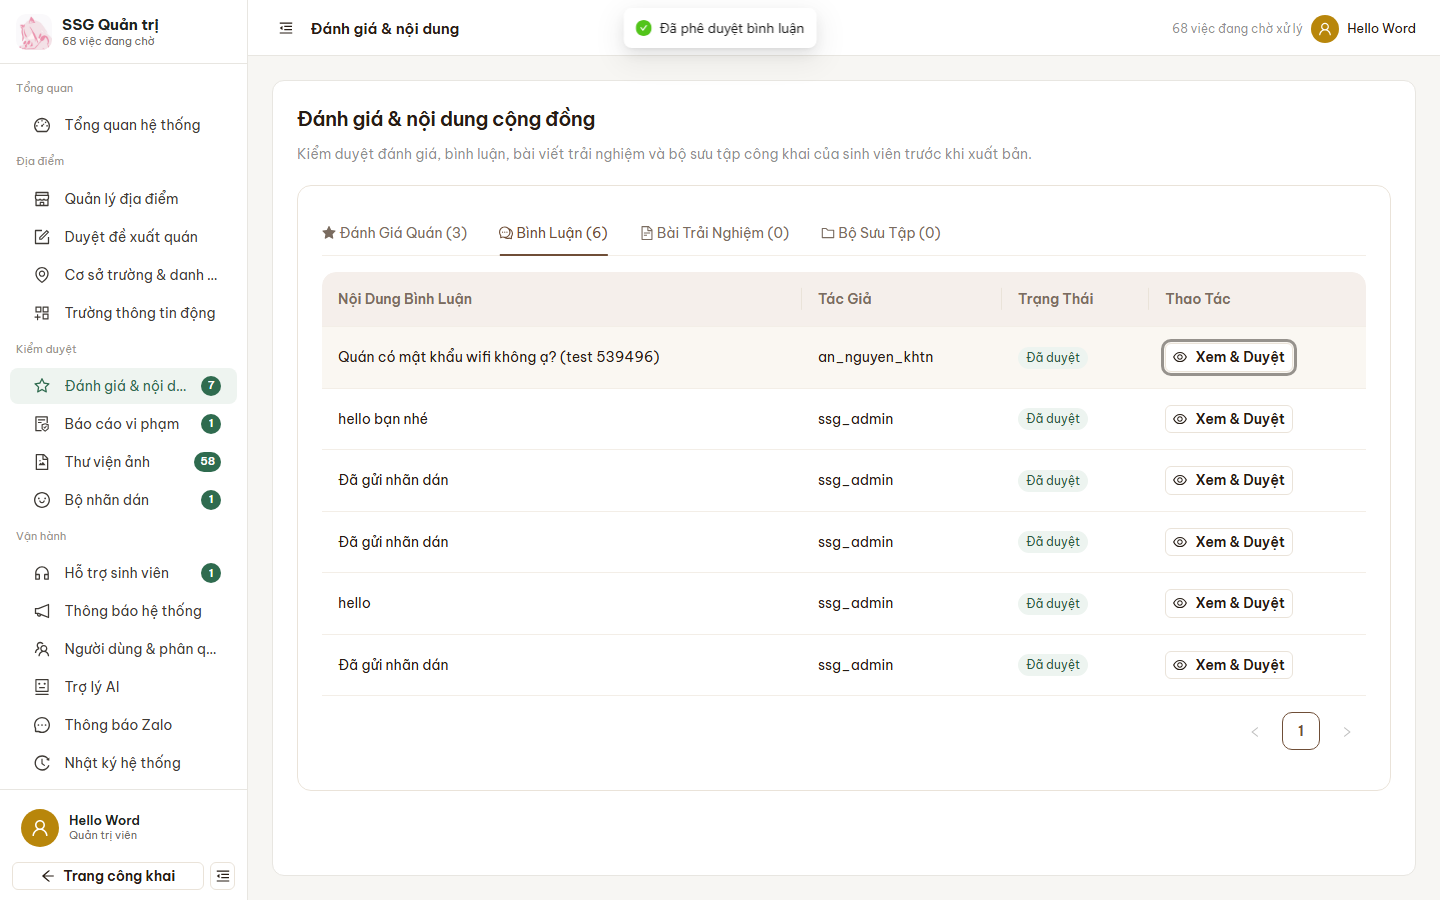 SSG Quản trị
68 việc đang chờ
Tổng quan
Tổng quan hệ thống
Địa điểm
Quản lý địa điểm
Duyệt đề xuất quán
Cơ sở trường & danh ...
Trường thông tin động
Kiểm duyệt
Đánh giá & nội d... 7
Báo cáo vi phạm 1
Thư viện ảnh 58
Bộ nhãn dán 1
Vận hành
Hỗ trợ sinh viên 1
Thông báo hệ thống
Người dùng & phân q...
Trợ lý AI
Thông báo Zalo
Nhật ký hệ thống
Hello Word
Quản trị viên
Trang công khai
Đánh giá & nội dung
Đã phê duyệt bình luận
68 việc đang chờ xử lý
Hello Word
Đánh giá & nội dung cộng đồng
Kiểm duyệt đánh giá, bình luận, bài viết trải nghiệm và bộ sưu tập công khai của sinh viên trước khi xuất bản.
Đánh Giá Quán (3) Bình Luận (6) Bài Trải Nghiệm (0) Bộ Sưu Tập (0)
Nội Dung Bình Luận Tác Giả Trạng Thái Thao Tác
Quán có mật khẩu wifi không ạ? (test 539496) an_nguyen_khtn Đã duyệt Xem & Duyệt
hello bạn nhé ssg_admin Đã duyệt Xem & Duyệt
Đã gửi nhãn dán ssg_admin Đã duyệt Xem & Duyệt
Đã gửi nhãn dán ssg_admin Đã duyệt Xem & Duyệt
hello ssg_admin Đã duyệt Xem & Duyệt
Đã gửi nhãn dán ssg_admin Đã duyệt Xem & Duyệt
1